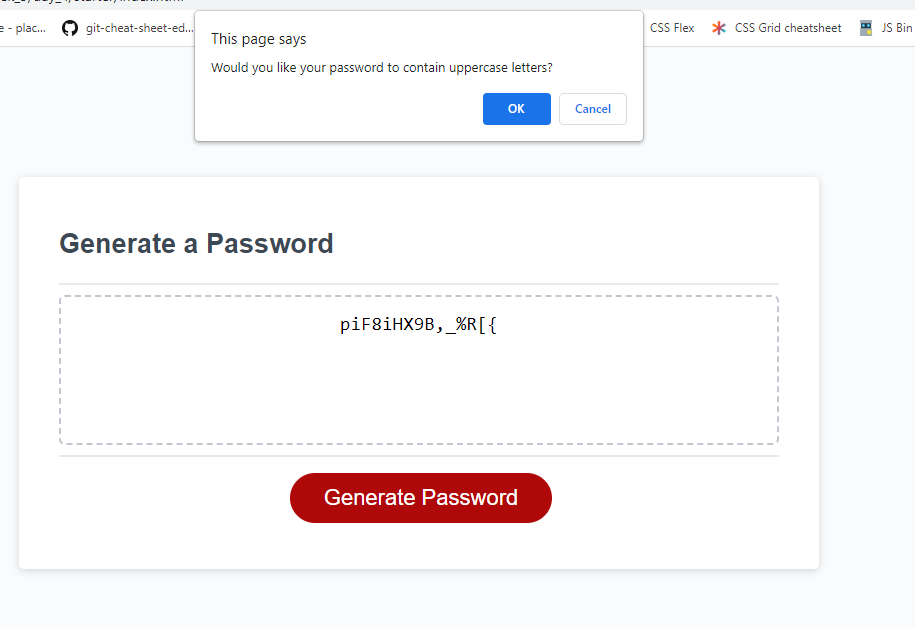 This page says
Would you like your password to contain uppercase letters?
OK Cancel
e - plac... git-cheat-sheet-ed... CSS Flex CSS Grid cheatsheet JS Bin
Generate a Password
piF8iHX9B,_%R[{
Generate Password